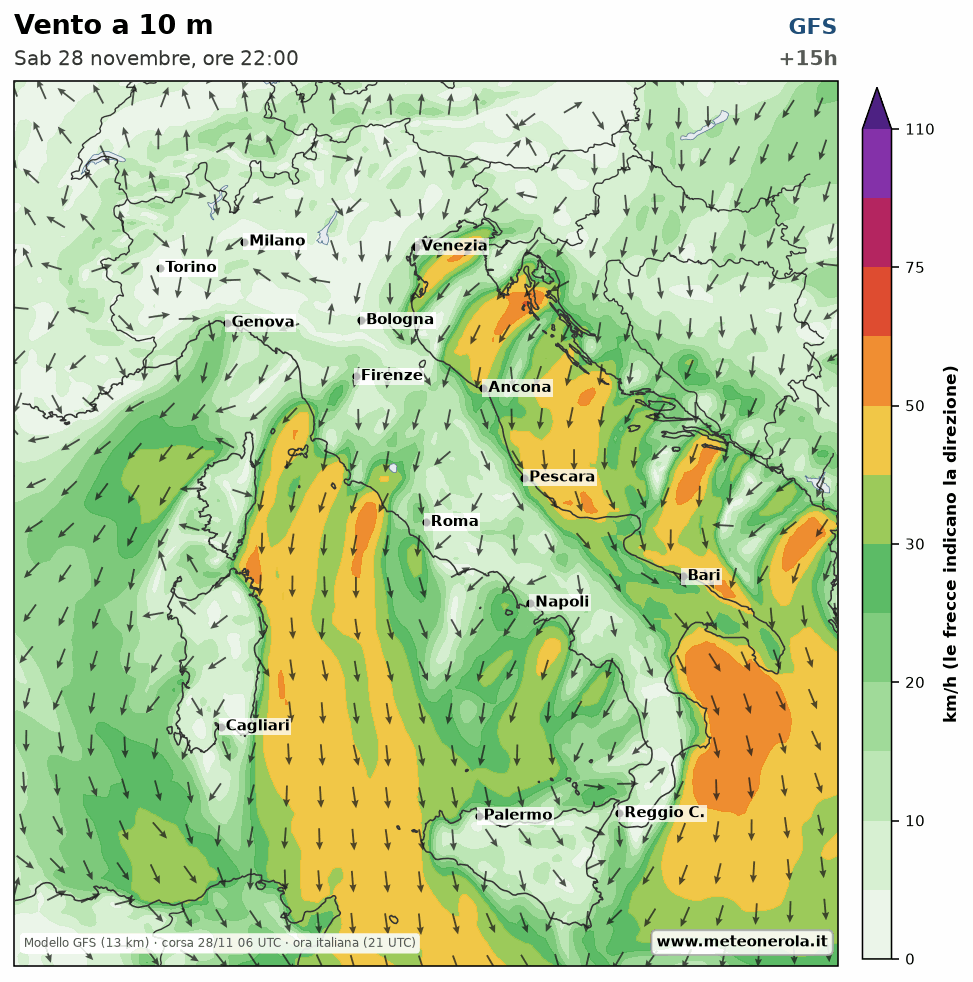 Vento a 10 m
GFS
Sab 28 novembre, ore 22:00
+15h
110
75
50
30
20
10
0
km/h (le frecce indicano la direzione)
Venezia
Milano
Torino
Genova
Bologna
Firenze
Ancona
Pescara
Roma
Bari
Napoli
Cagliari
Palermo
Reggio C.
Modello GFS (13 km) · corsa 28/11 06 UTC · ora italiana (21 UTC)
www.meteonerola.it